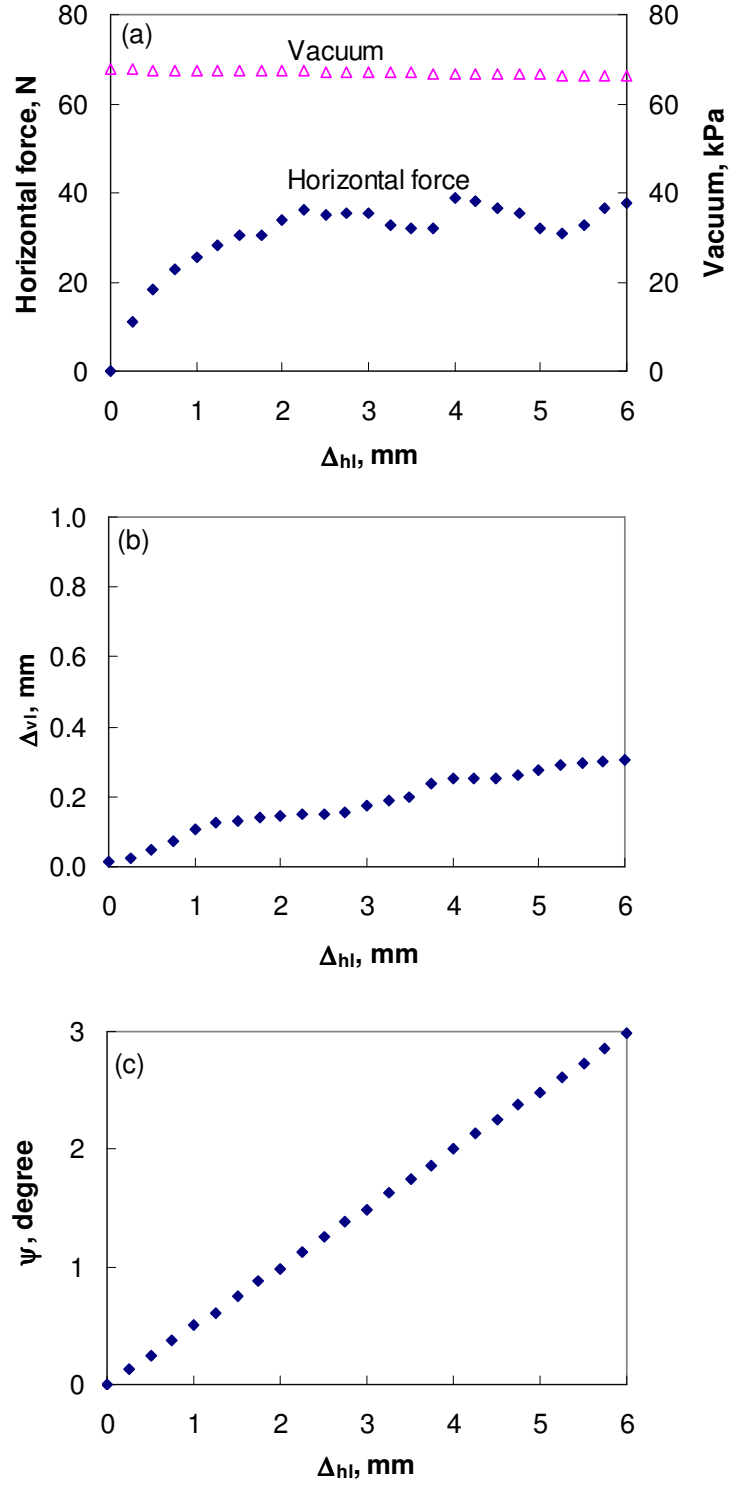 (a)
Vacuum
Horizontal force
Horizontal force, N
Vacuum, kPa
80
60
40
20
0
80
60
40
20
0
0 1 2 3 4 5 6
Δhl, mm
(b)
Δvl, mm
1.0
0.8
0.6
0.4
0.2
0.0
0 1 2 3 4 5 6
Δhl, mm
(c)
ψ, degree
3
2
1
0
0 1 2 3 4 5 6
Δhl, mm